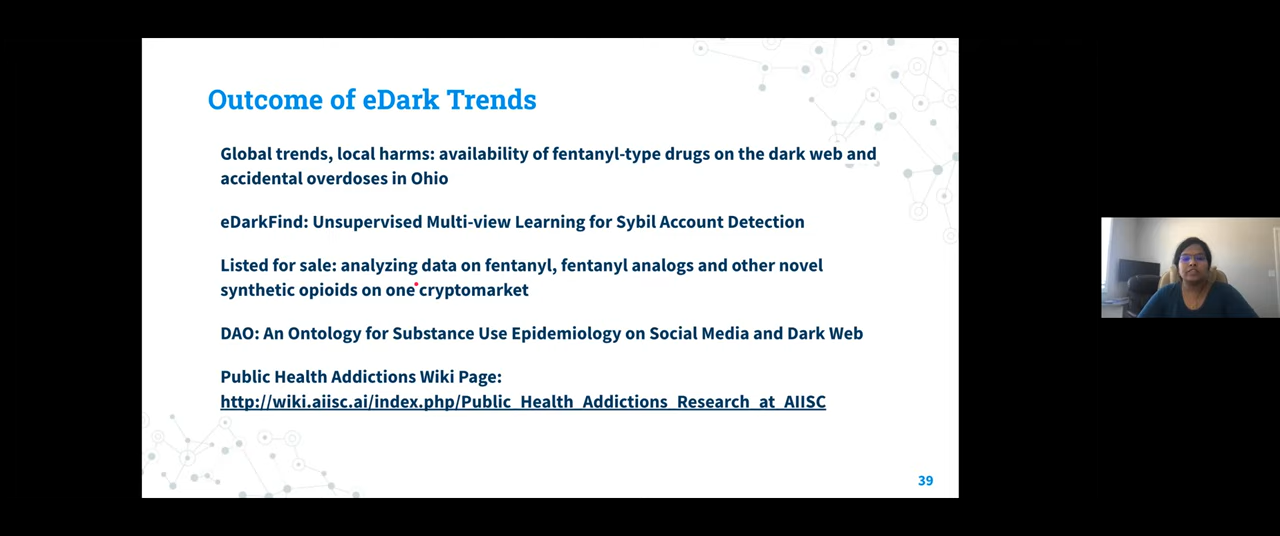 Outcome of eDark Trends
Global trends, local harms: availability of fentanyl-type drugs on the dark web and
accidental overdoses in Ohio
eDarkFind: Unsupervised Multi-view Learning for Sybil Account Detection
Listed for sale: analyzing data on fentanyl, fentanyl analogs and other novel
synthetic opioids on one cryptomarket
DAO: An Ontology for Substance Use Epidemiology on Social Media and Dark Web
Public Health Addictions Wiki Page:
http://wiki.aiisc.ai/index.php/Public_Health_Addictions_Research_at_AIISC
39